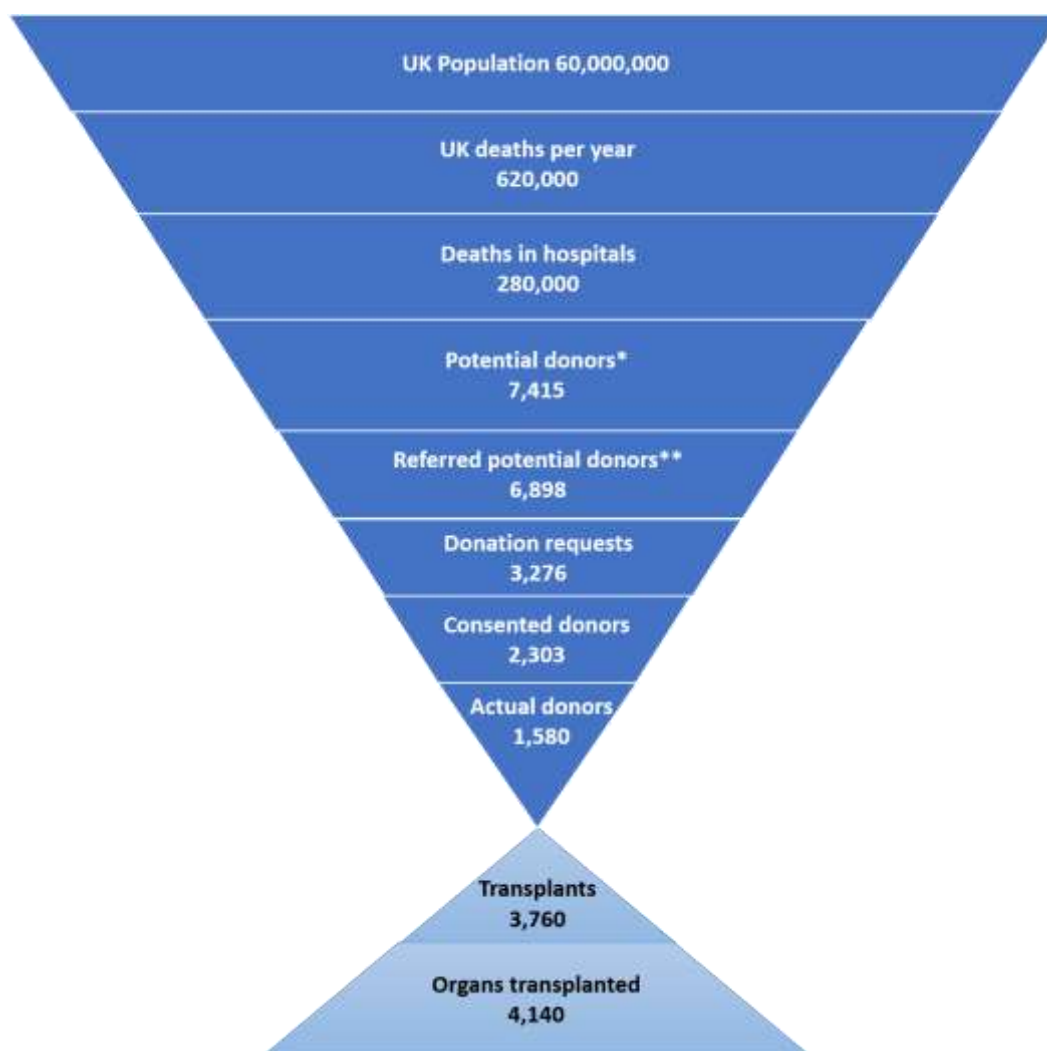 UK Population 60,000,000
UK deaths per year
620,000
Deaths in hospitals
280,000
Potential donors*
7,415
Referred potential donors**
6,898
Donation requests
3,276
Consented donors
2,303
Actual donors
1,580
Transplants
3,760
Organs transplanted
4,140